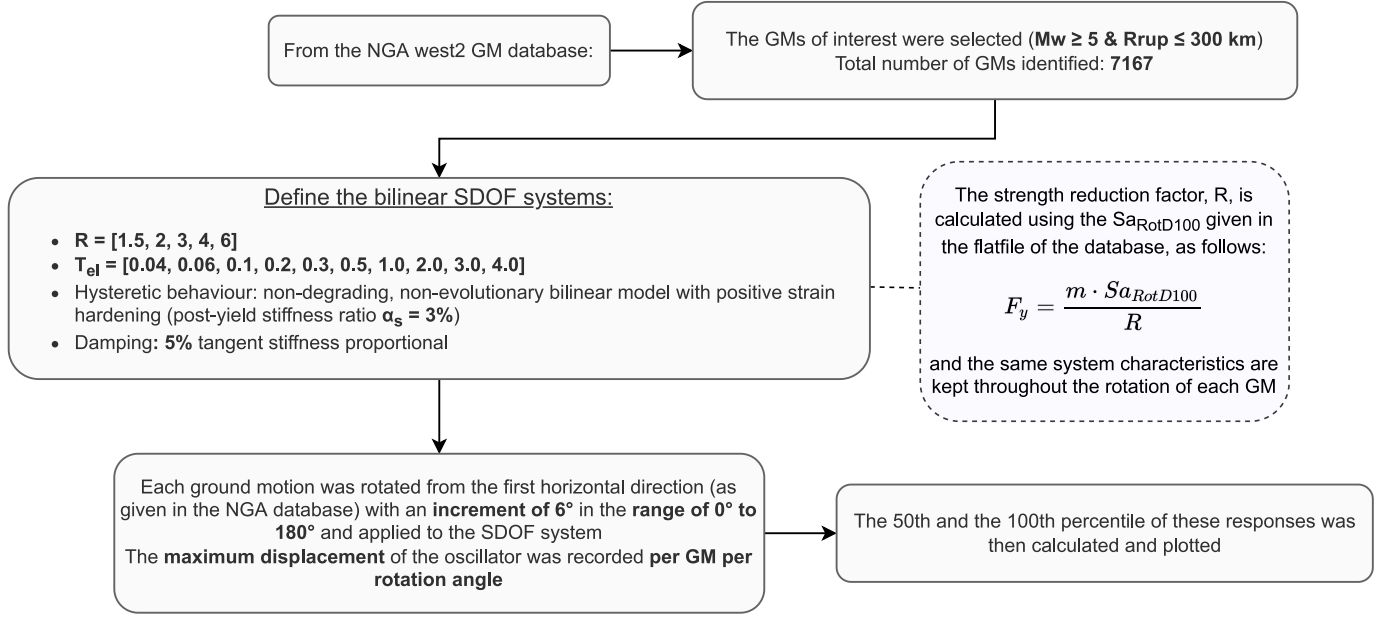 From the NGA west2 GM database:
The GMs of interest were selected (Mw ≥ 5 & Rrup ≤ 300 km)
Total number of GMs identified: 7167
Define the bilinear SDOF systems:
• R = [1.5, 2, 3, 4, 6]
• Tel = [0.04, 0.06, 0.1, 0.2, 0.3, 0.5, 1.0, 2.0, 3.0, 4.0]
• Hysteretic behaviour: non-degrading, non-evolutionary bilinear model with positive strain
hardening (post-yield stiffness ratio αs = 3%)
• Damping: 5% tangent stiffness proportional
The strength reduction factor, R, is
calculated using the SaRotD100 given in
the flatfile of the database, as follows:
Fy = m · SaRotD100 / R
and the same system characteristics are
kept throughout the rotation of each GM
Each ground motion was rotated from the first horizontal direction (as
given in the NGA database) with an increment of 6° in the range of 0° to
180° and applied to the SDOF system
The maximum displacement of the oscillator was recorded per GM per
rotation angle
The 50th and the 100th percentile of these responses was
then calculated and plotted